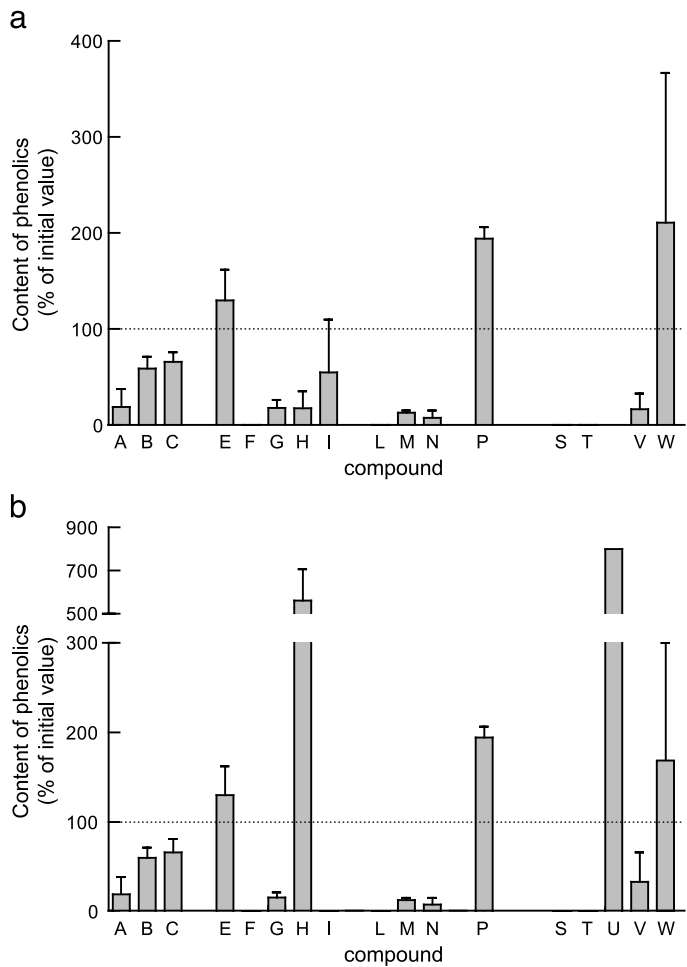 a
Content of phenolics
(% of initial value)
400
300
200
100
0
A B C E F G H I L M N P S T V W
compound
b
Content of phenolics
(% of initial value)
900
700
500
300
200
100
0
A B C E F G H I L M N P S T U V W
compound